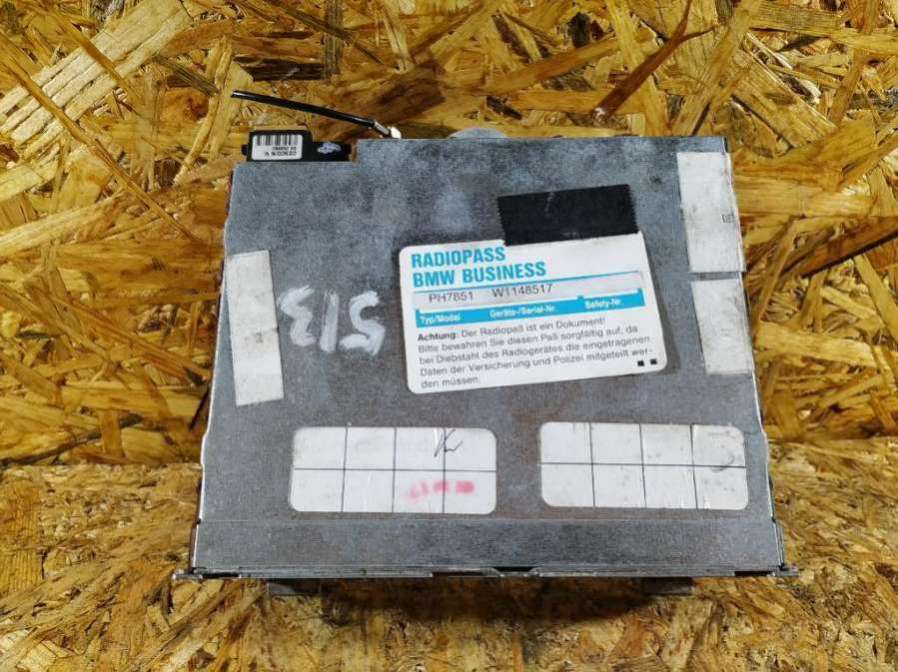 RADIOPASS
BMW BUSINESS
PH7851 W1148517
Typ/Model Geräte-/Serial-Nr. Safety-Nr.
Achtung: Der Radiopaß ist ein Dokument!
Bitte bewahren Sie diesen Paß sorgfältig auf, da
bei Diebstahl des Radiogerätes die eingetragenen
Daten der Versicherung und Polizei mitgeteilt wer-
den müssen.
513